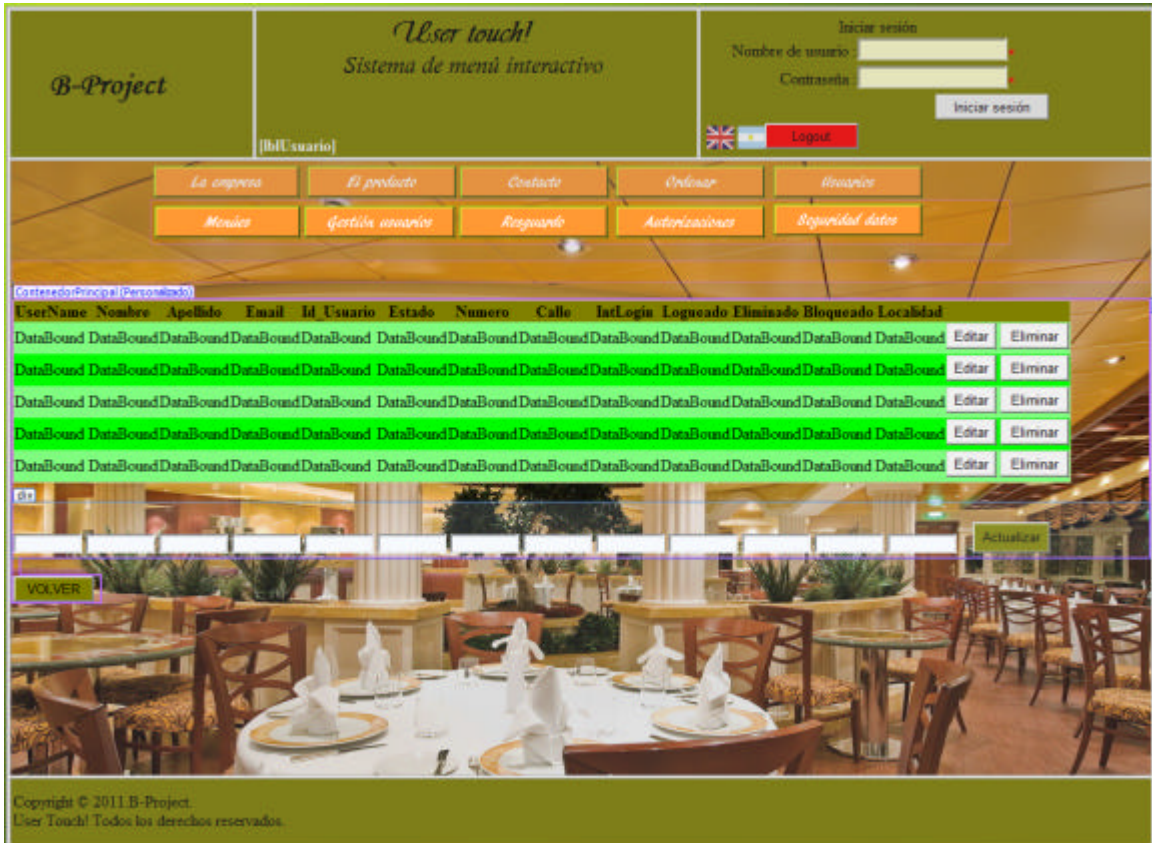 B-Project
User touch!
Sistema de menú interactivo
[lblUsuario]
Iniciar sesión
Nombre de usuario :
*
Contraseña :
*
Iniciar sesión
Logout
La empresa El producto Contacto Ordenar Usuarios
Menúes Gestión usuarios Resguardo Autorizaciones Seguridad datos
ContenedorPrincipal (Personalizado)
UserName Nombre Apellido Email Id_Usuario Estado Numero Calle IntLogin Logueado Eliminado Bloqueado Localidad
DataBound DataBound DataBound DataBound DataBound DataBound DataBound DataBound DataBound DataBound DataBound DataBound DataBound Editar Eliminar
DataBound DataBound DataBound DataBound DataBound DataBound DataBound DataBound DataBound DataBound DataBound DataBound DataBound Editar Eliminar
DataBound DataBound DataBound DataBound DataBound DataBound DataBound DataBound DataBound DataBound DataBound DataBound DataBound Editar Eliminar
DataBound DataBound DataBound DataBound DataBound DataBound DataBound DataBound DataBound DataBound DataBound DataBound DataBound Editar Eliminar
DataBound DataBound DataBound DataBound DataBound DataBound DataBound DataBound DataBound DataBound DataBound DataBound DataBound Editar Eliminar
div
Actualizar
VOLVER
Copyright © 2011.B-Project.
User Touch! Todos los derechos reservados.